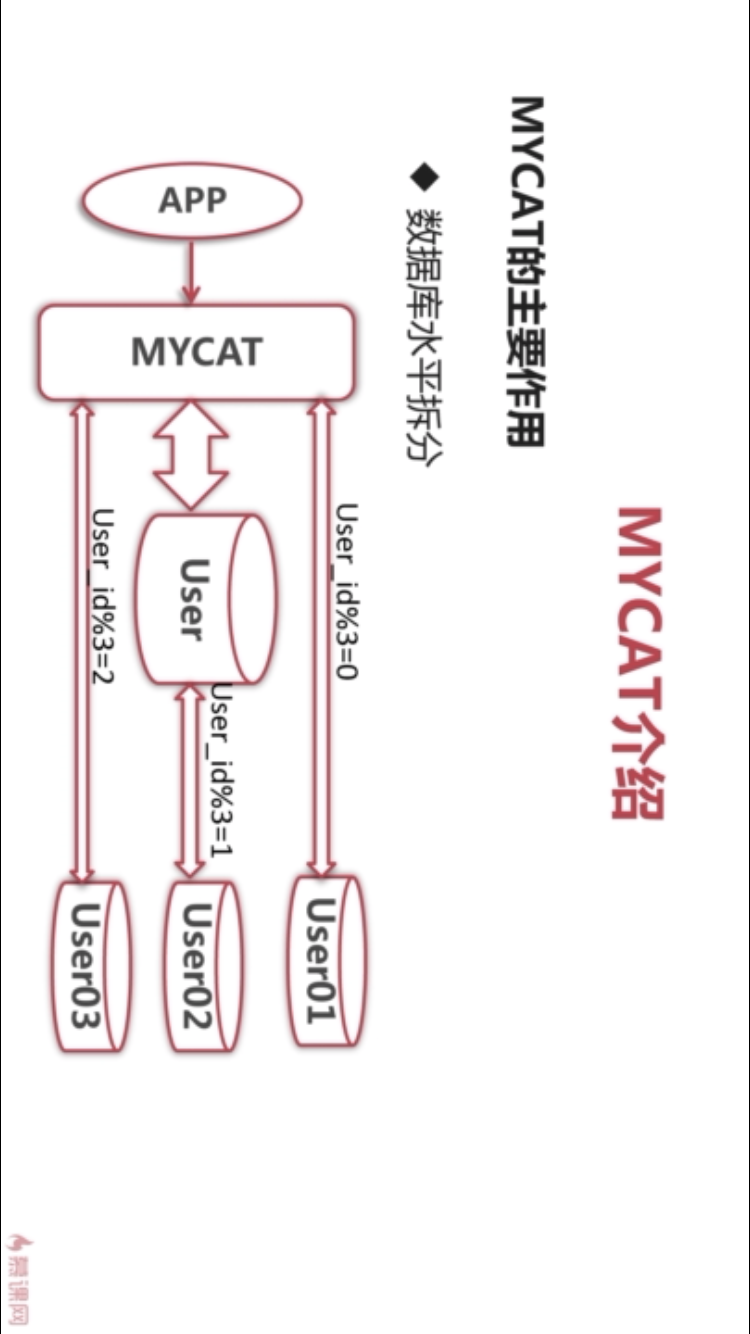 MYCAT介绍
MYCAT的主要作用
◆ 数据库水平拆分
APP
MYCAT
User_id%3=0
User01
User
User_id%3=1
User02
User_id%3=2
User03
慕课网